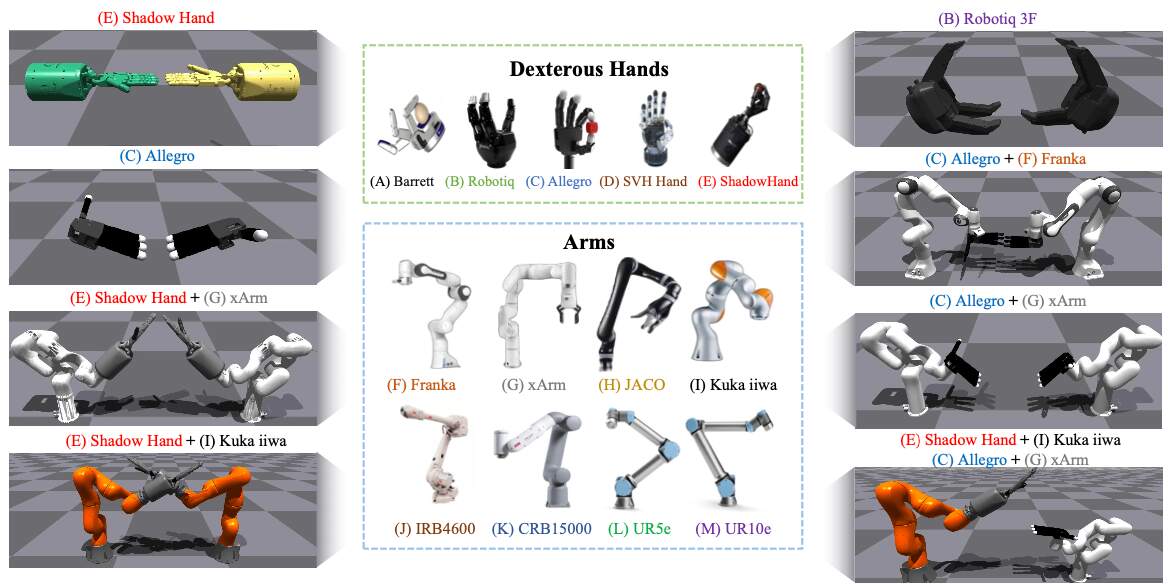 (E) Shadow Hand
(C) Allegro
(E) Shadow Hand + (G) xArm
(E) Shadow Hand + (I) Kuka iiwa
Dexterous Hands
(A) Barrett (B) Robotiq (C) Allegro (D) SVH Hand (E) ShadowHand
Arms
(F) Franka (G) xArm (H) JACO (I) Kuka iiwa
(J) IRB4600 (K) CRB15000 (L) UR5e (M) UR10e
(B) Robotiq 3F
(C) Allegro + (F) Franka
(C) Allegro + (G) xArm
(E) Shadow Hand + (I) Kuka iiwa
(C) Allegro + (G) xArm